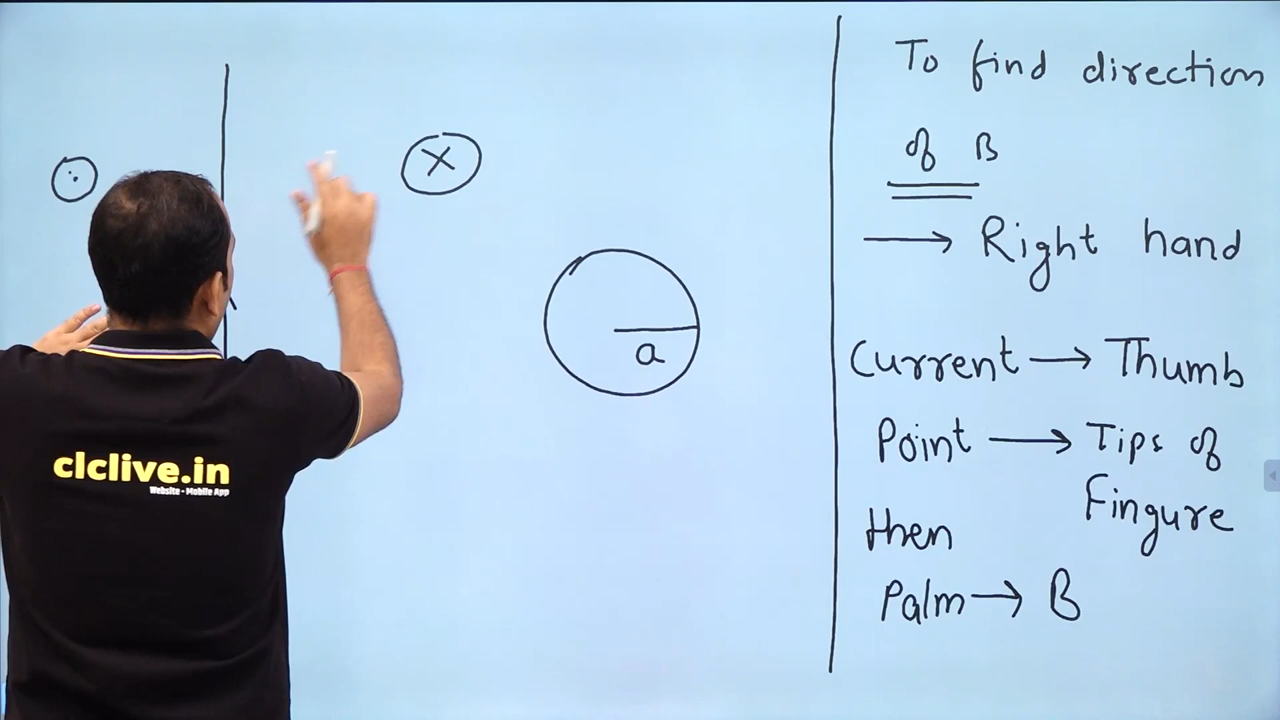 To find direction
of B
→ Right hand
Current → Thumb
Point → Tips of
Fingure
then
Palm → B
a
clclive.in
Website - Mobile App